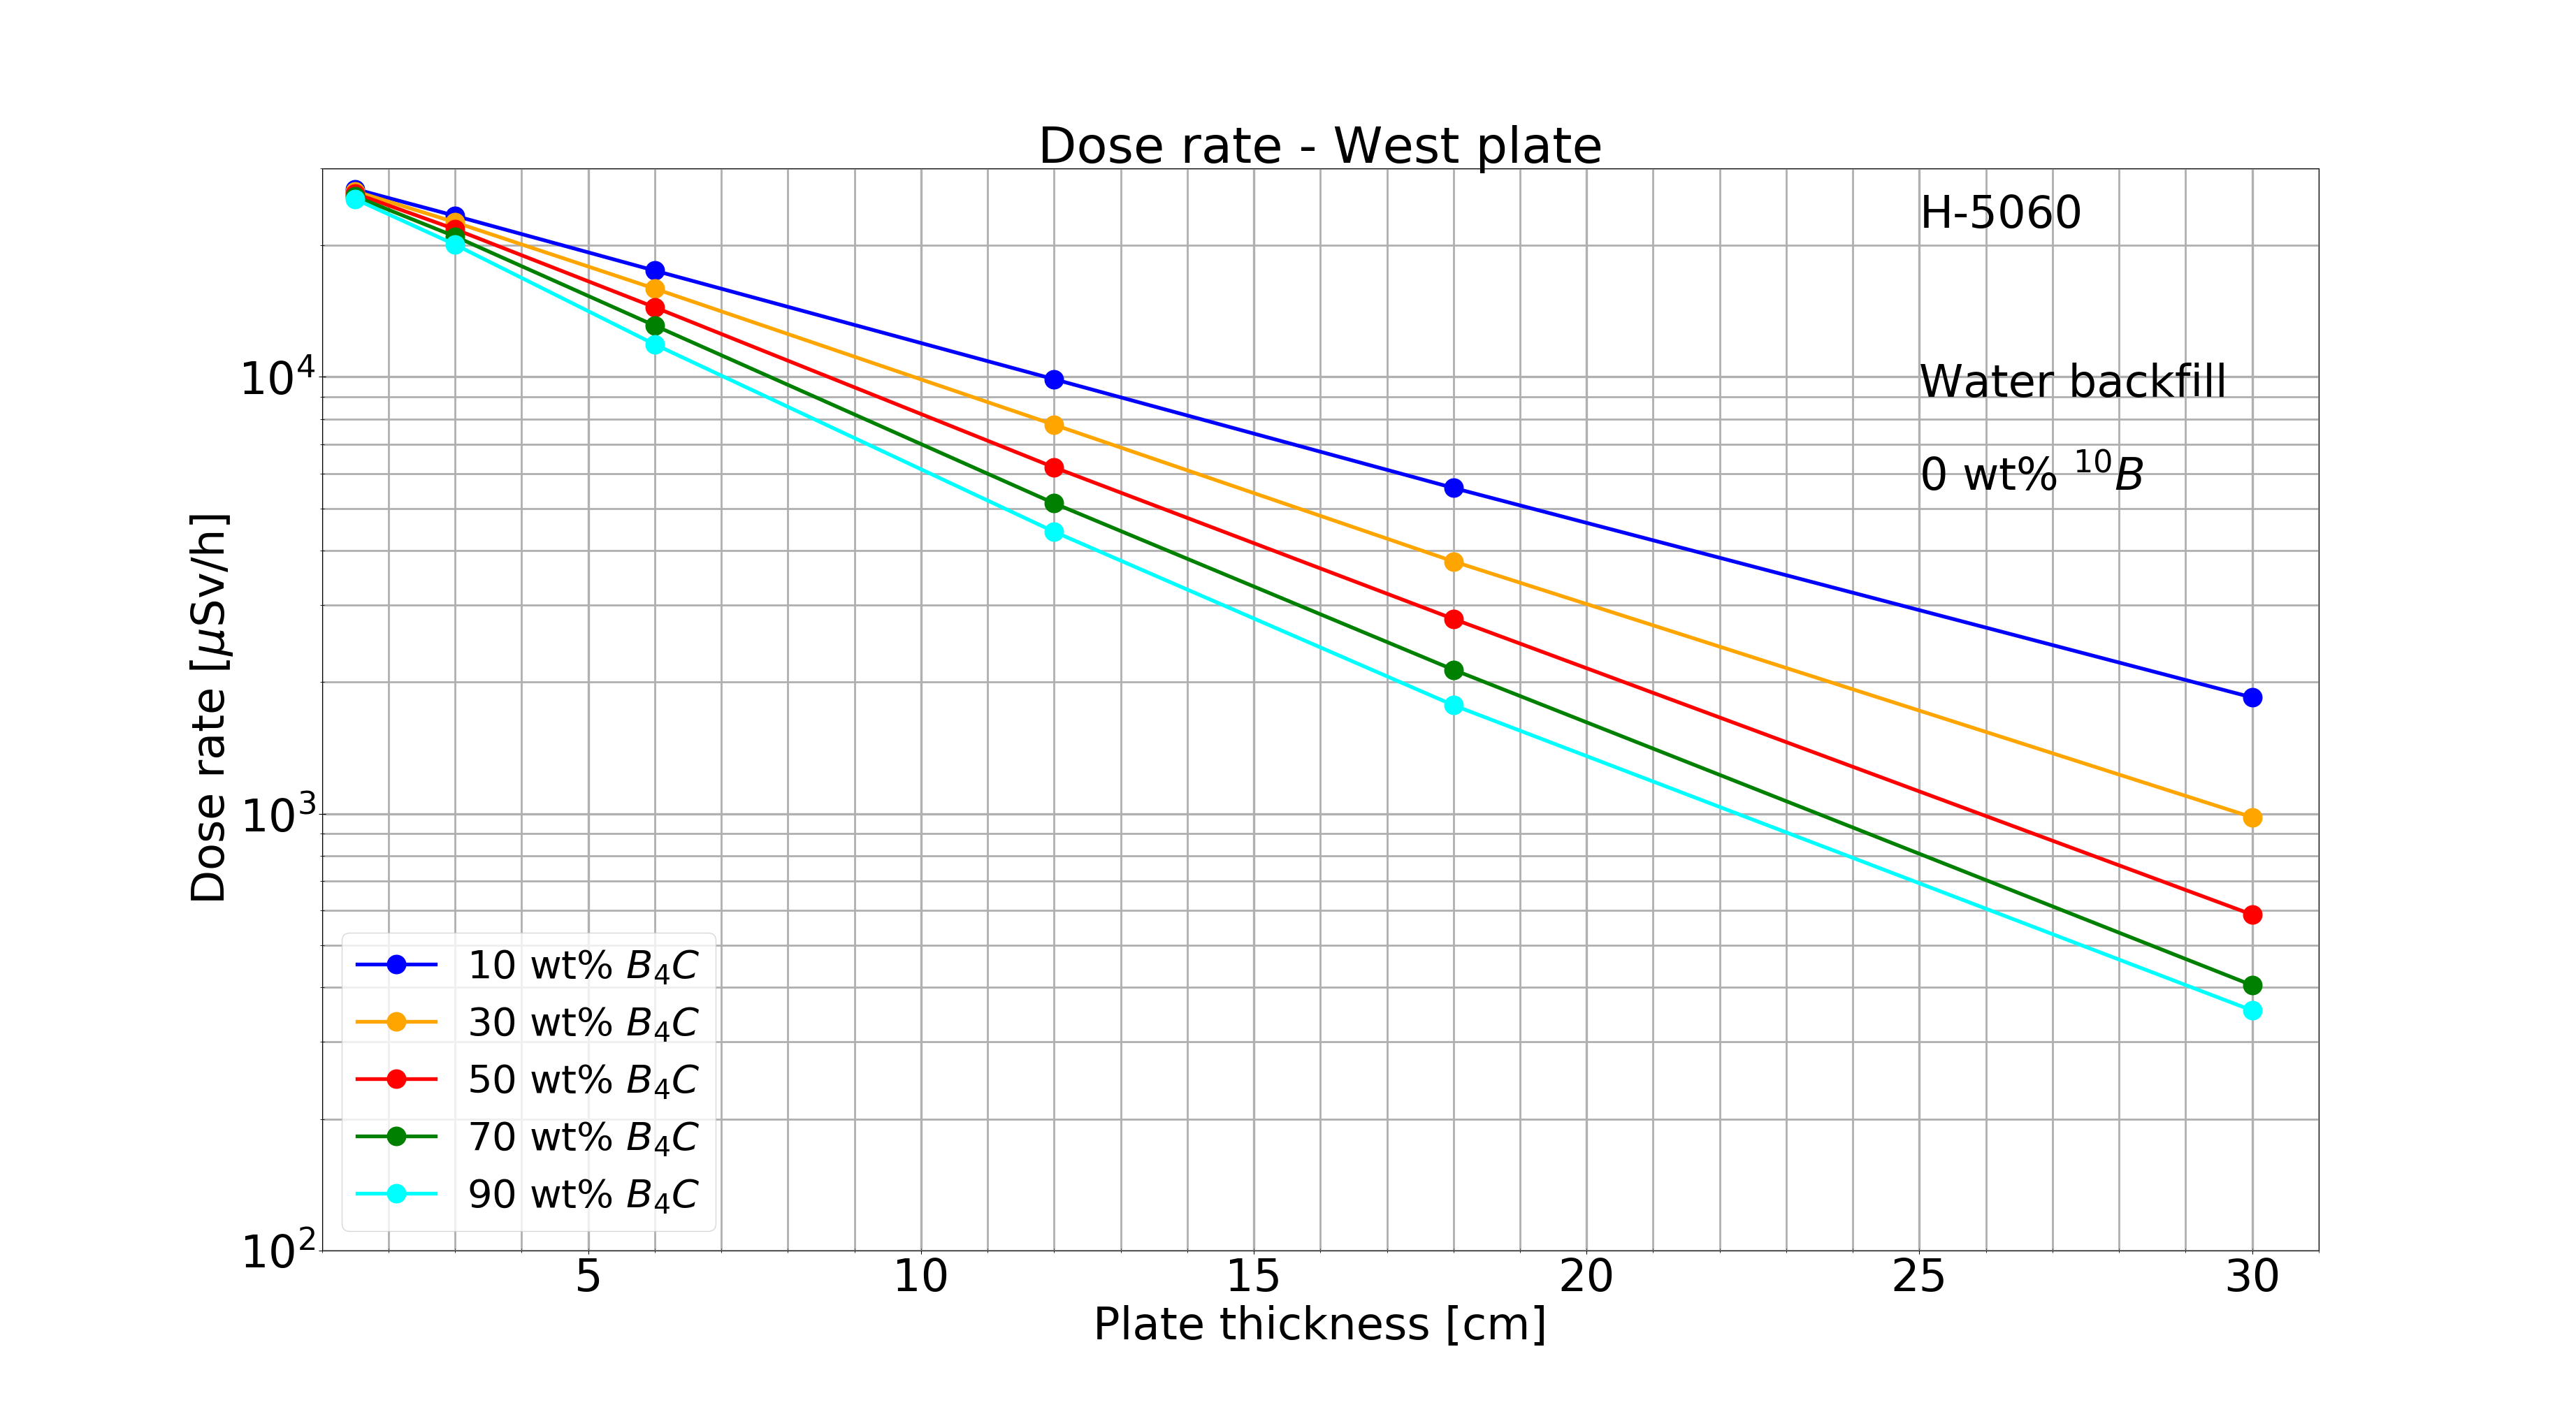 Dose rate - West plate
H-5060
Water backfill
0 wt% ¹⁰B
Dose rate [μSv/h]
10⁴
10³
10²
10 wt% B₄C
30 wt% B₄C
50 wt% B₄C
70 wt% B₄C
90 wt% B₄C
5 10 15 20 25 30
Plate thickness [cm]